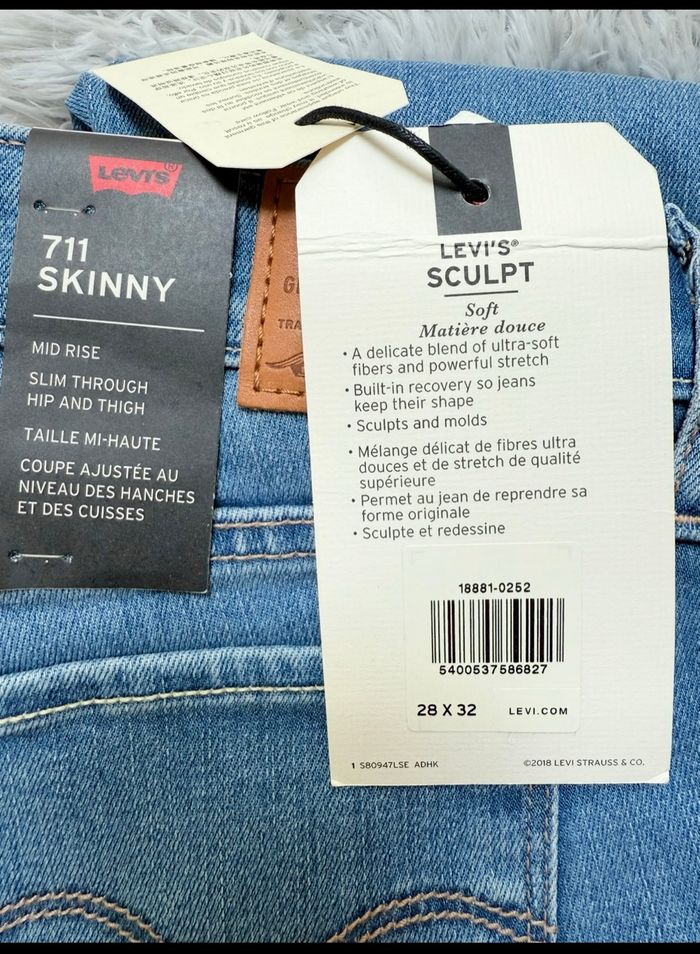 Levi's®
711
SKINNY
MID RISE
SLIM THROUGH
HIP AND THIGH
TAILLE MI-HAUTE
COUPE AJUSTÉE AU
NIVEAU DES HANCHES
ET DES CUISSES
LEVI'S®
SCULPT
Soft
Matière douce
• A delicate blend of ultra-soft
fibers and powerful stretch
• Built-in recovery so jeans
keep their shape
• Sculpts and molds
• Mélange délicat de fibres ultra
douces et de stretch de qualité
supérieure
• Permet au jean de reprendre sa
forme originale
• Sculpte et redessine
18881-0252
5400537586827
28 X 32
LEVI.COM
1 S80947LSE ADHK
©2018 LEVI STRAUSS & CO.